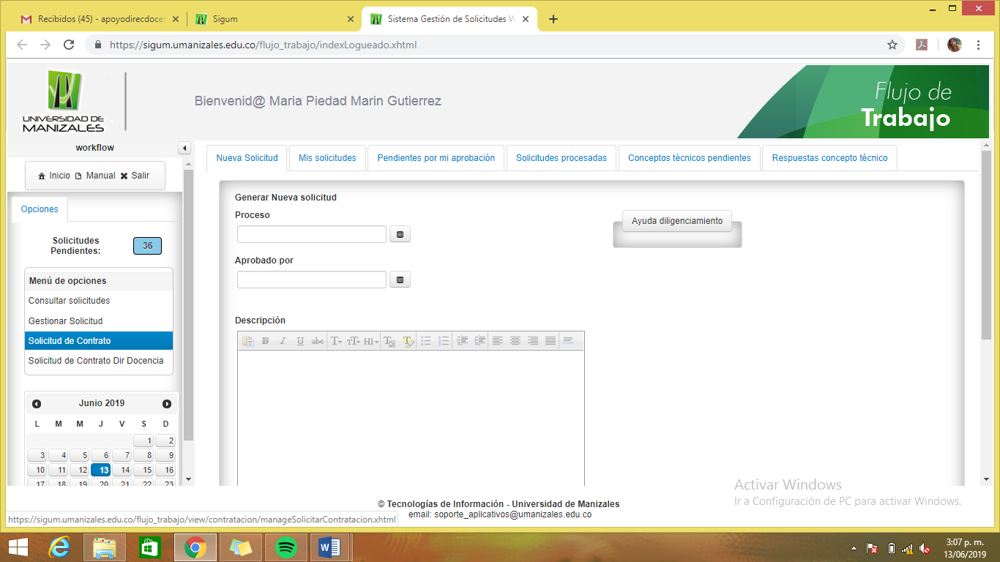 Recibidos (45) - apoyodirecdocen
Sigum
Sistema Gestión de Solicitudes W
https://sigum.umanizales.edu.co/flujo_trabajo/indexLogueado.xhtml
UNIVERSIDAD DE
MANIZALES
Bienvenid@ Maria Piedad Marin Gutierrez
Flujo de
Trabajo
workflow
Inicio Manual Salir
Opciones
Solicitudes
Pendientes:
36
Menú de opciones
Consultar solicitudes
Gestionar Solicitud
Solicitud de Contrato
Solicitud de Contrato Dir Docencia
Junio 2019
L M M J V S D
1 2
3 4 5 6 7 8 9
10 11 12 13 14 15 16
17 18 19 20 21 22 23
Nueva Solicitud
Mis solicitudes
Pendientes por mi aprobación
Solicitudes procesadas
Conceptos técnicos pendientes
Respuestas concepto técnico
Generar Nueva solicitud
Proceso
Ayuda diligenciamiento
Aprobado por
Descripción
B I U abc T TT H1 T T
Activar Windows
Ir a Configuración de PC para activar Windows.
© Tecnologías de Información - Universidad de Manizales
email: soporte_aplicativos@umanizales.edu.co
https://sigum.umanizales.edu.co/flujo_trabajo/view/contratacion/manageSolicitarContratacion.xhtml
3:07 p. m.
13/06/2019